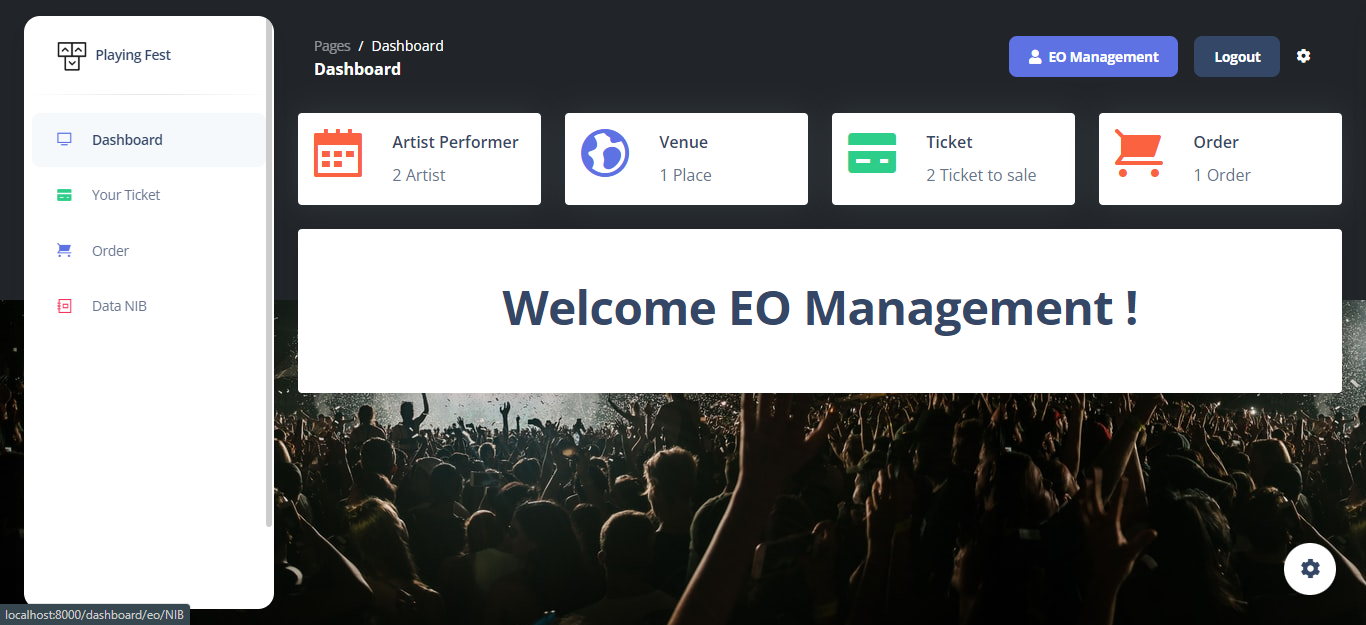 Playing Fest
Dashboard
Your Ticket
Order
Data NIB
Pages / Dashboard
Dashboard
EO Management
Logout
Artist Performer
2 Artist
Venue
1 Place
Ticket
2 Ticket to sale
Order
1 Order
Welcome EO Management !
localhost:8000/dashboard/eo/NIB